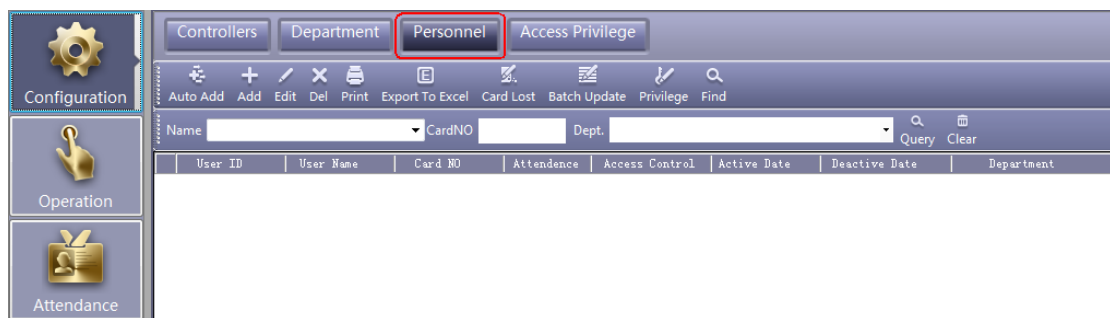 Controllers Department Personnel Access Privilege
Configuration
Auto Add Add Edit Del Print E Export To Excel Card Lost Batch Update Privilege Find
Name CardNO Dept. Query Clear
User ID User Name Card NO Attendence Access Control Active Date Deactive Date Department
Operation
Attendance